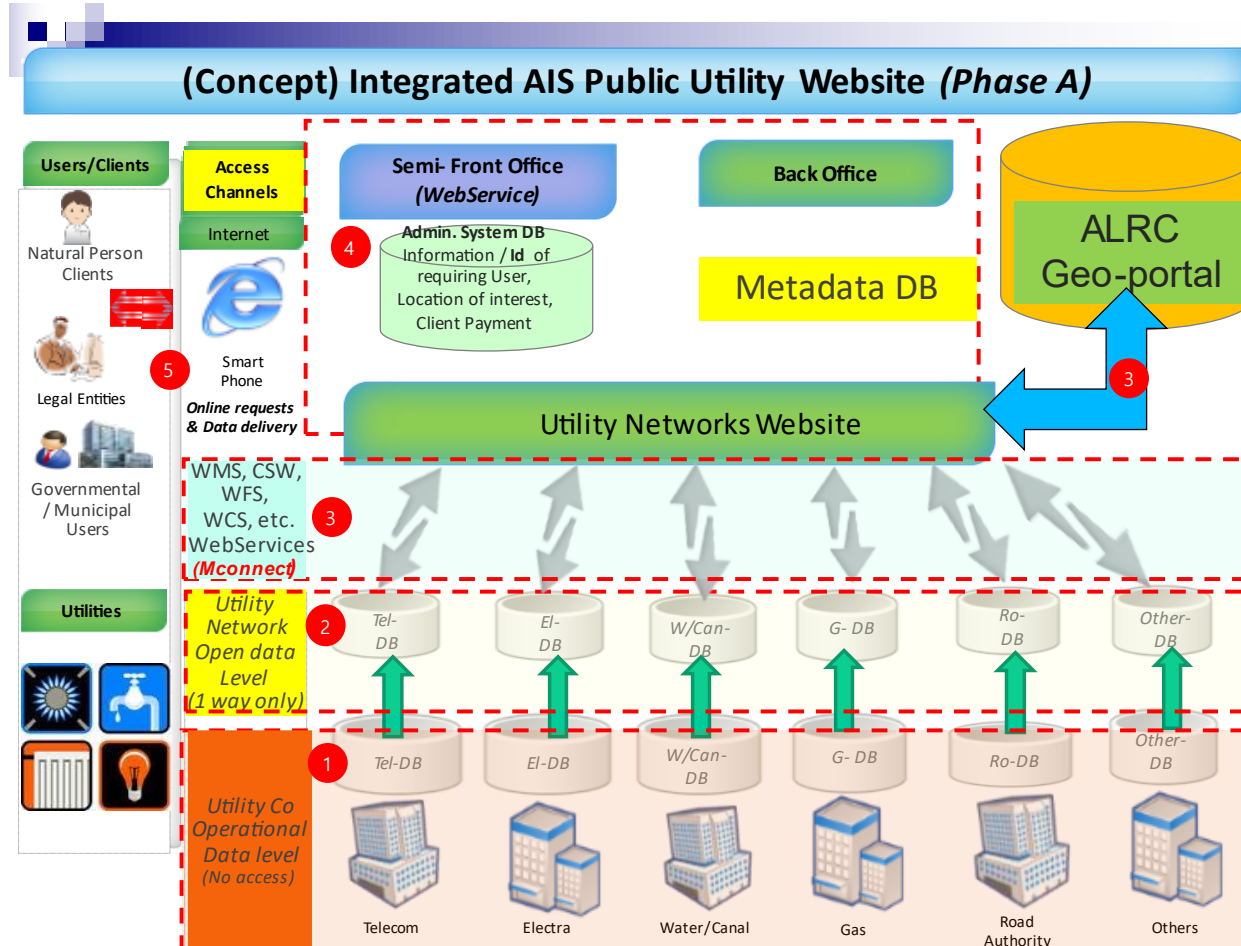 (Concept) Integrated AIS Public Utility Website (Phase A)
Users/Clients
Natural Person
Clients
Legal Entities
Governmental
/ Municipal
Users
Utilities
Access
Channels
Internet
5
Smart
Phone
Online requests
& Data delivery
Semi- Front Office
(WebService)
4
Admin. System DB
Information / Id of
requiring User,
Location of interest,
Client Payment
Back Office
Metadata DB
ALRC
Geo-portal
3
Utility Networks Website
WMS, CSW,
WFS,
WCS, etc.
WebServices
(Mconnect)
3
Utility
Network
Open data
Level
(1 way only)
2
Tel-
DB
El-
DB
W/Can-
DB
G- DB
Ro-
DB
Other-
DB
1
Utility Co
Operational
Data level
(No access)
Tel-DB
El-DB
W/Can-
DB
G- DB
Ro-DB
Other-
DB
Telecom
Electra
Water/Canal
Gas
Road
Authority
Others